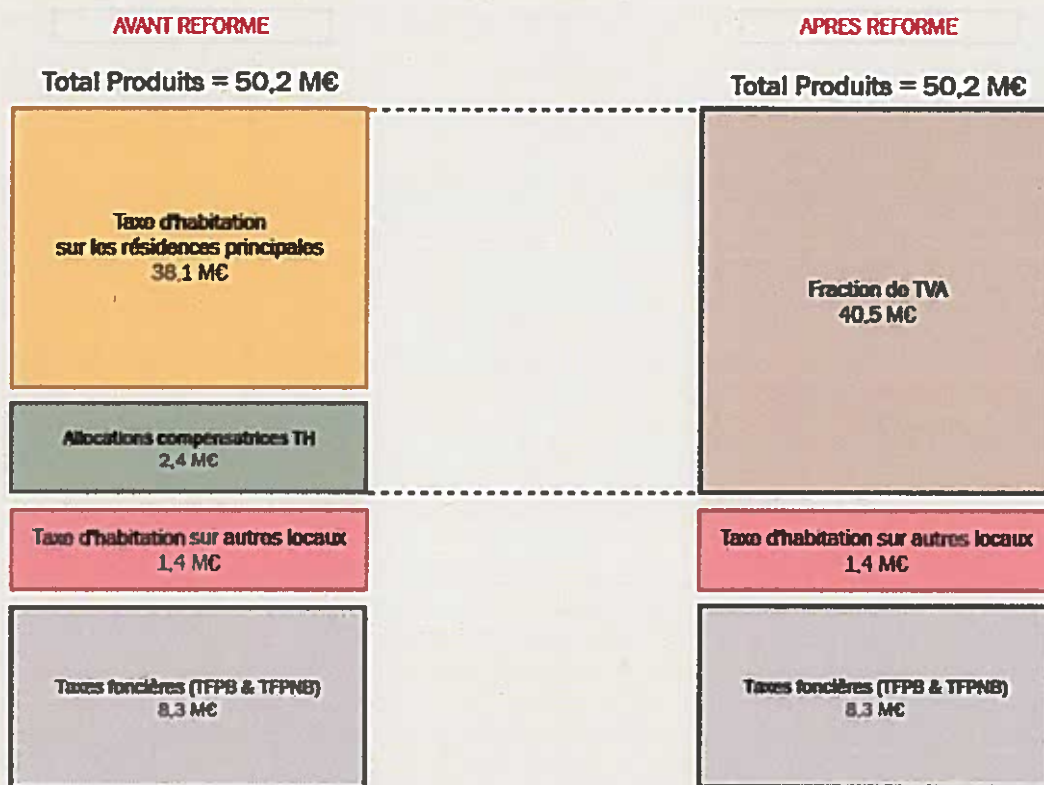 AVANT REFORME
Total Produits = 50,2 M€
Taxe d'habitation
sur les résidences principales
38,1 M€
Allocations compensatrices TH
2,4 M€
Taxe d'habitation sur autres locaux
1,4 M€
Taxes foncières (TFPB & TFPNB)
8,3 M€
APRES REFORME
Total Produits = 50,2 M€
Fraction de TVA
40,5 M€
Taxe d'habitation sur autres locaux
1,4 M€
Taxes foncières (TFPB & TFPNB)
8,3 M€